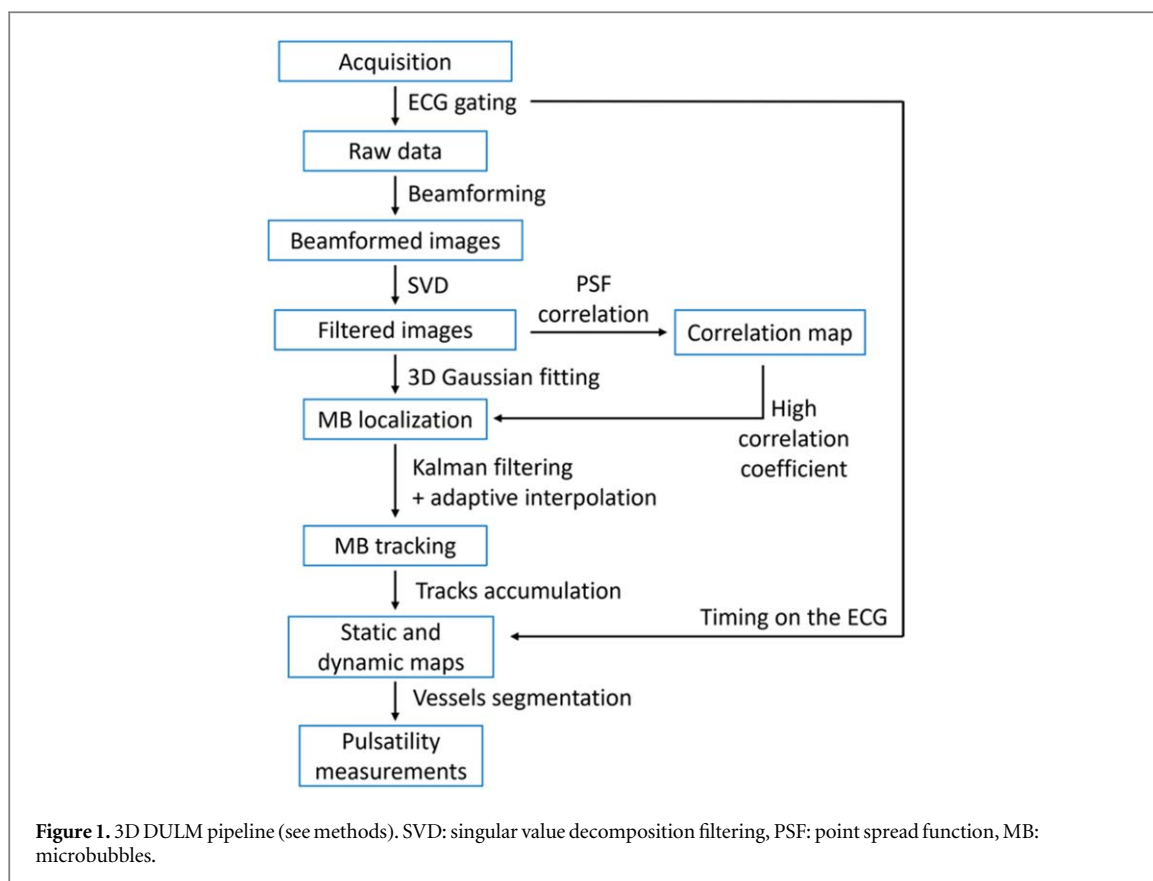 Acquisition
ECG gating
Raw data
Beamforming
Beamformed images
SVD
PSF
correlation
Filtered images
Correlation map
3D Gaussian fitting
MB localization
High
correlation
coefficient
Kalman filtering
+ adaptive interpolation
MB tracking
Tracks accumulation
Timing on the ECG
Static and
dynamic maps
Vessels segmentation
Pulsatility
measurements
Figure 1. 3D DULM pipeline (see methods). SVD: singular value decomposition filtering, PSF: point spread function, MB:
microbubbles.